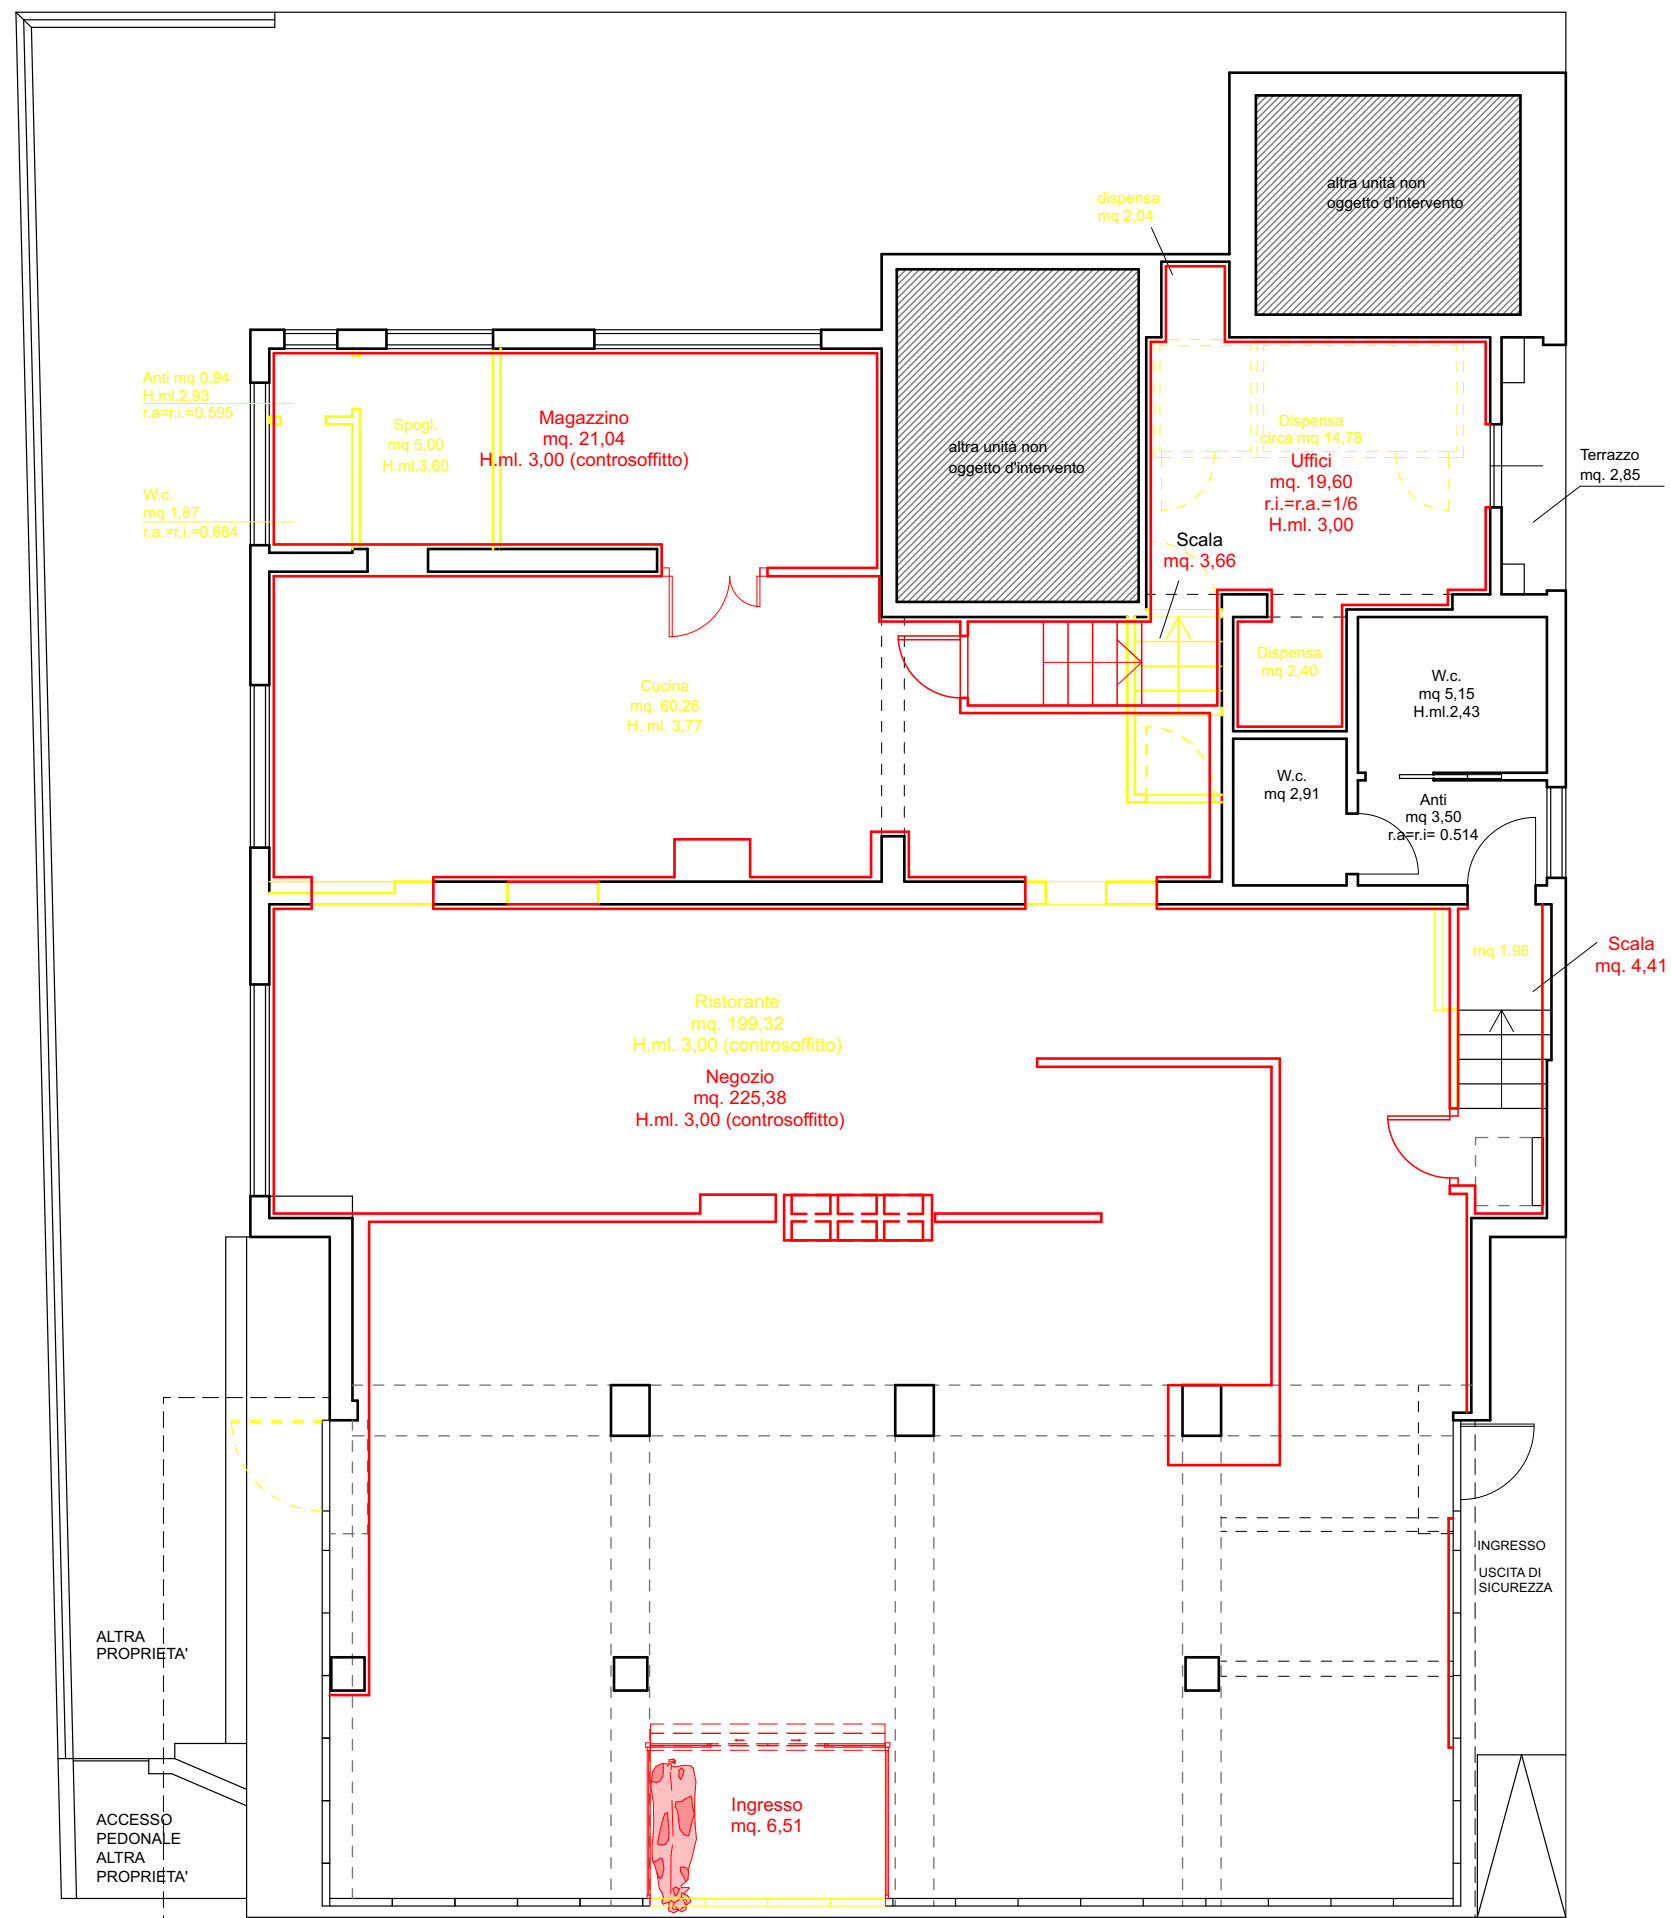 altra unità non
oggetto d'intervento
dispensa
mq 2,04
Anti mq 0,94
H.ml.2,93
r.a=r.i.=0.595
Spogl.
mq 5,00
H.ml.3,60
Magazzino
mq. 21,04
H.ml. 3,00 (controsoffitto)
W.c.
mq 1,87
r.a.=r.i.=0.684
altra unità non
oggetto d'intervento
Dispensa
circa mq 14,78
Uffici
mq. 19,60
r.i.=r.a.=1/6
H.ml. 3,00
Terrazzo
mq. 2,85
Scala
mq. 3,66
Cucina
mq. 60.26
H. ml. 3,77
Dispensa
mq 2,40
W.c.
mq 5,15
H.ml.2,43
W.c.
mq 2,91
Anti
mq 3,50
r.a=r.i= 0.514
mq 1.96
Scala
mq. 4,41
Ristorante
mq. 199,32
H.ml. 3,00 (controsoffitto)
Negozio
mq. 225,38
H.ml. 3,00 (controsoffitto)
INGRESSO
USCITA DI
SICUREZZA
ALTRA
PROPRIETA'
Ingresso
mq. 6,51
ACCESSO
PEDONALE
ALTRA
PROPRIETA'